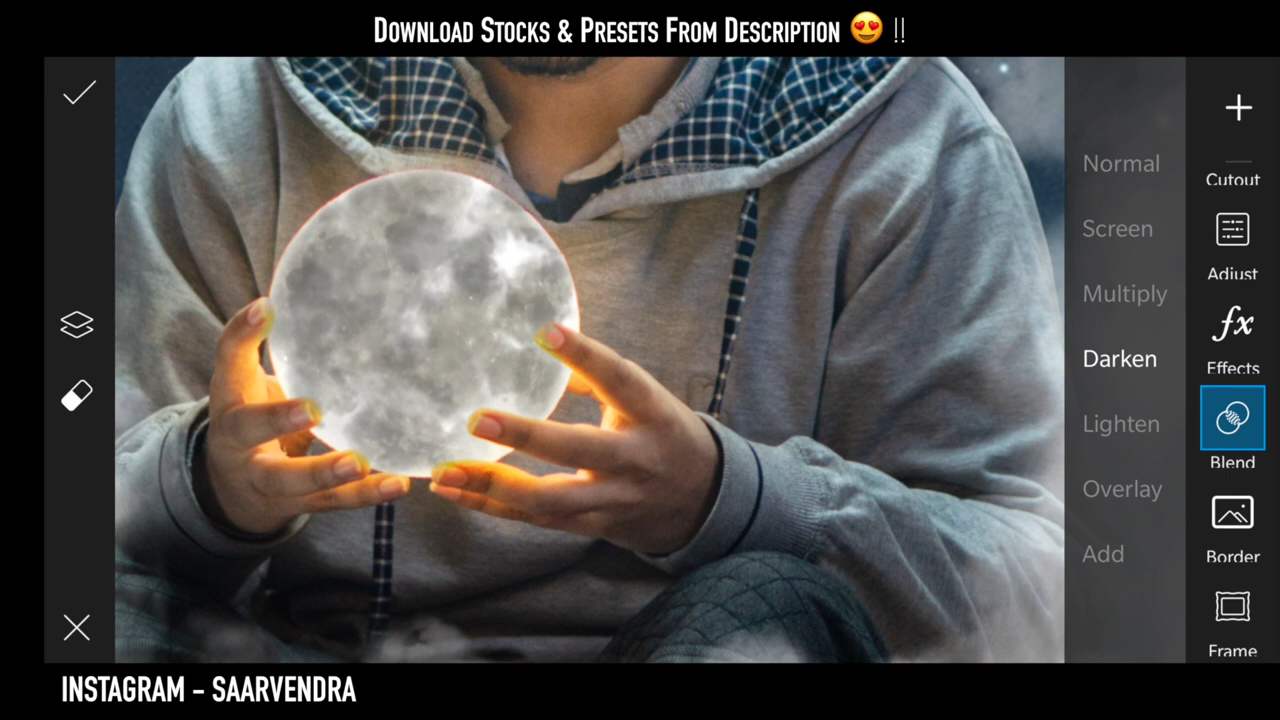 Download Stocks & Presets From Description 😍 !!
Normal
Screen
Multiply
Darken
Lighten
Overlay
Add
Cutout
Adjust
fx
Effects
Blend
Border
Frame
INSTAGRAM - SAARVENDRA